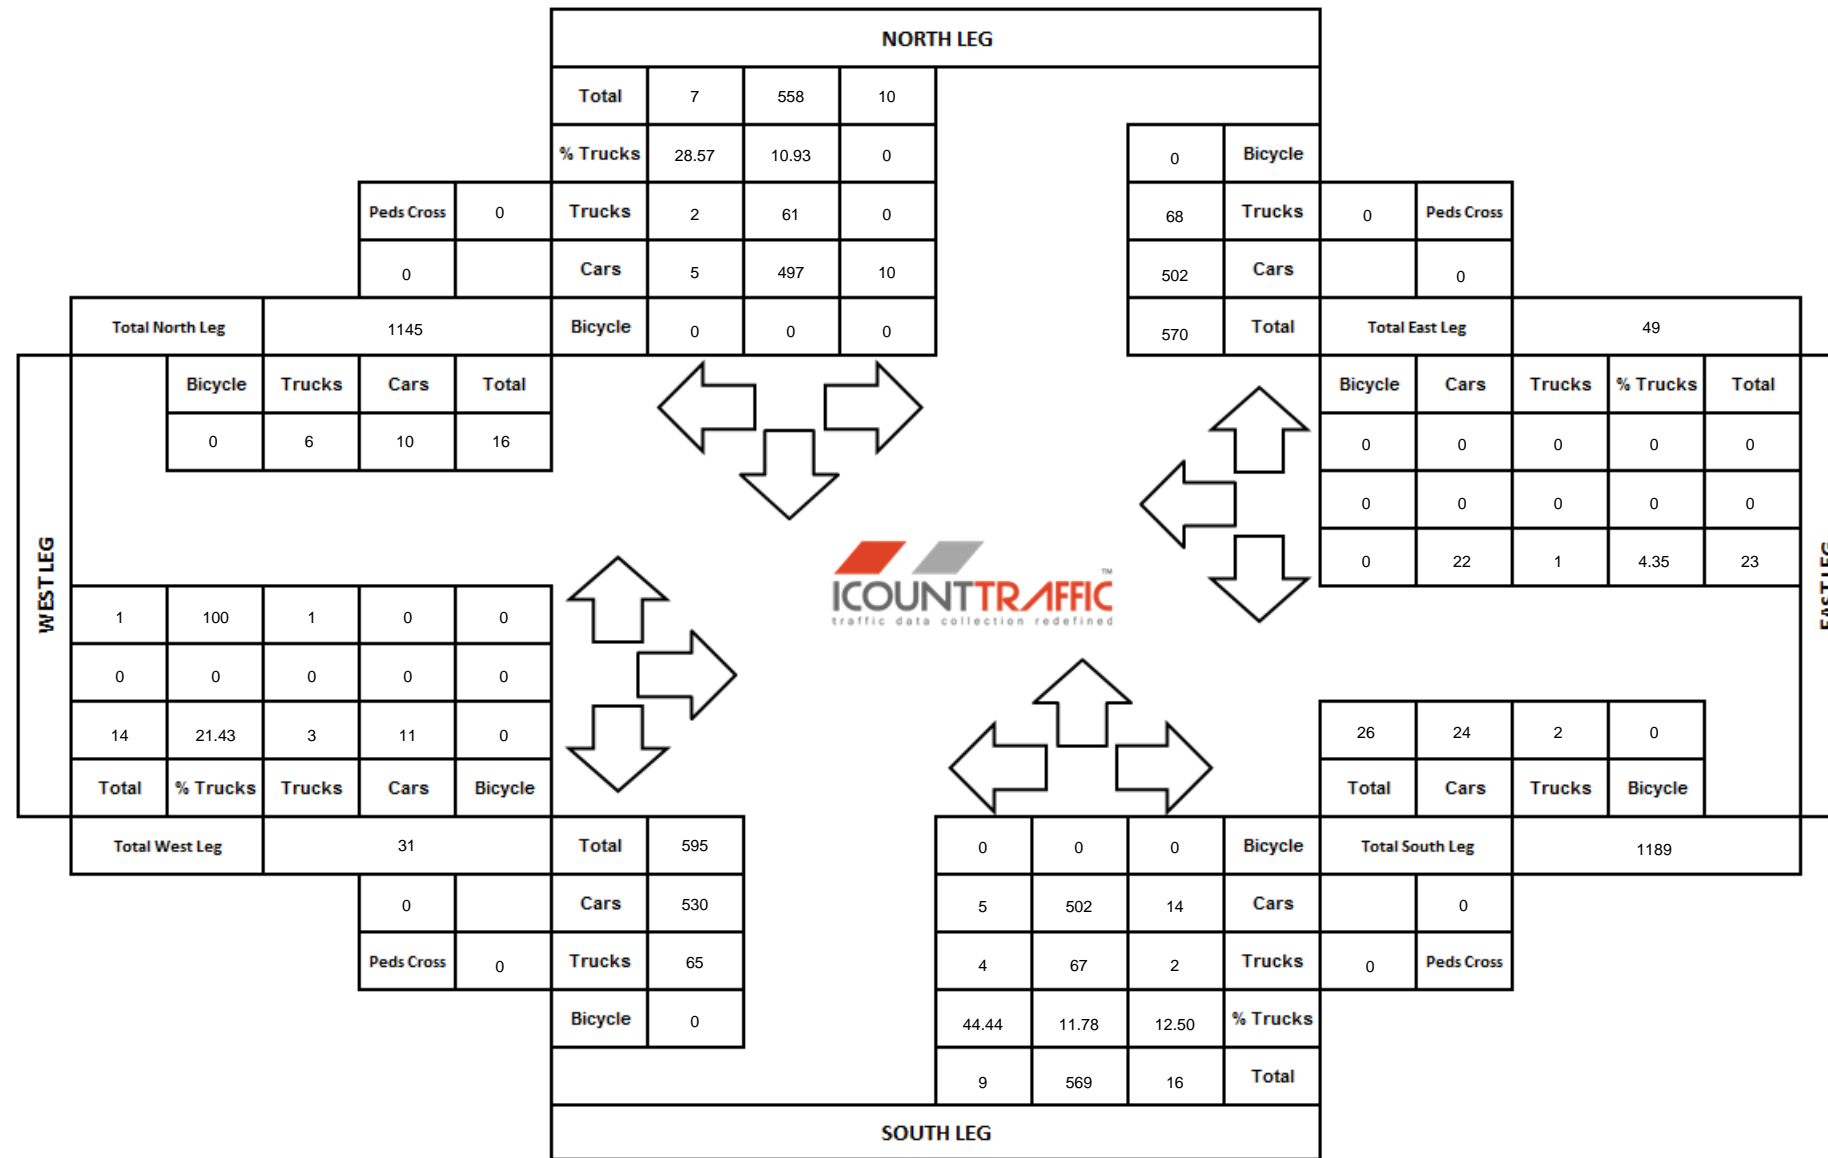 NORTH LEG
Total 7 558 10
% Trucks 28.57 10.93 0 0 Bicycle
Peds Cross 0 Trucks 2 61 0 68 Trucks 0 Peds Cross
0 Cars 5 497 10 502 Cars 0
Total North Leg 1145 Bicycle 0 0 0 570 Total Total East Leg 49
Bicycle Trucks Cars Total Bicycle Cars Trucks % Trucks Total
0 6 10 16 0 0 0 0 0
0 0 0 0 0
0 22 1 4.35 23
WEST LEG
EAST LEG
ICOUNTTRAFFIC™
traffic data collection redefined
1 100 1 0 0
0 0 0 0 0
14 21.43 3 11 0 26 24 2 0
Total % Trucks Trucks Cars Bicycle Total Cars Trucks Bicycle
Total West Leg 31 Total 595 0 0 0 Bicycle Total South Leg 1189
0 Cars 530 5 502 14 Cars 0
Peds Cross 0 Trucks 65 4 67 2 Trucks 0 Peds Cross
Bicycle 0 44.44 11.78 12.50 % Trucks
9 569 16 Total
SOUTH LEG